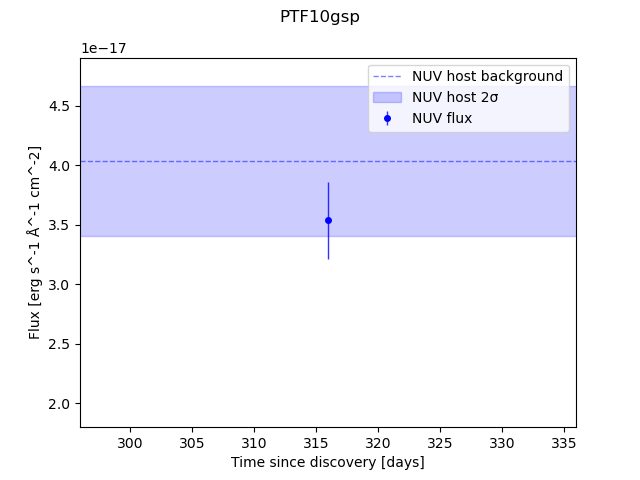 PTF10gsp
1e−17
NUV host background
NUV host 2σ
NUV flux
4.5
4.0
3.5
3.0
2.5
2.0
Flux [erg s^-1 Å^-1 cm^-2]
300 305 310 315 320 325 330 335
Time since discovery [days]